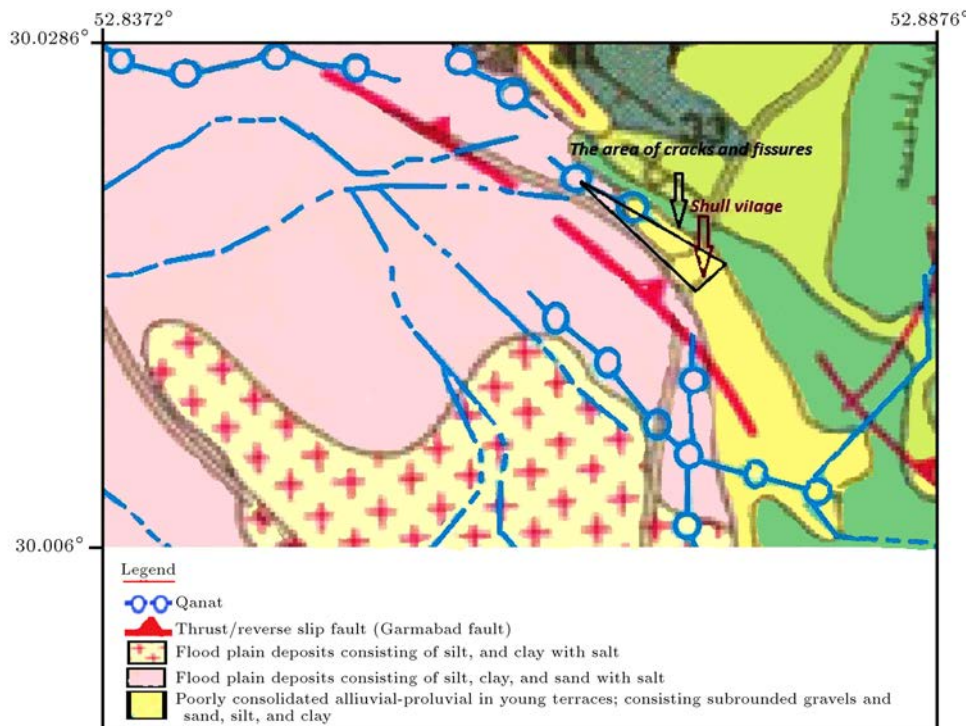 52.8372°
52.8876°
30.0286°
33
The area of cracks and fissures
Shull vilage
30.006°
Legend
Qanat
Thrust/reverse slip fault (Garmabad fault)
Flood plain deposits consisting of silt, and clay with salt
Flood plain deposits consisting of silt, clay, and sand with salt
Poorly consolidated alliuvial-proluvial in young terraces; consisting subrounded gravels and
sand, silt, and clay